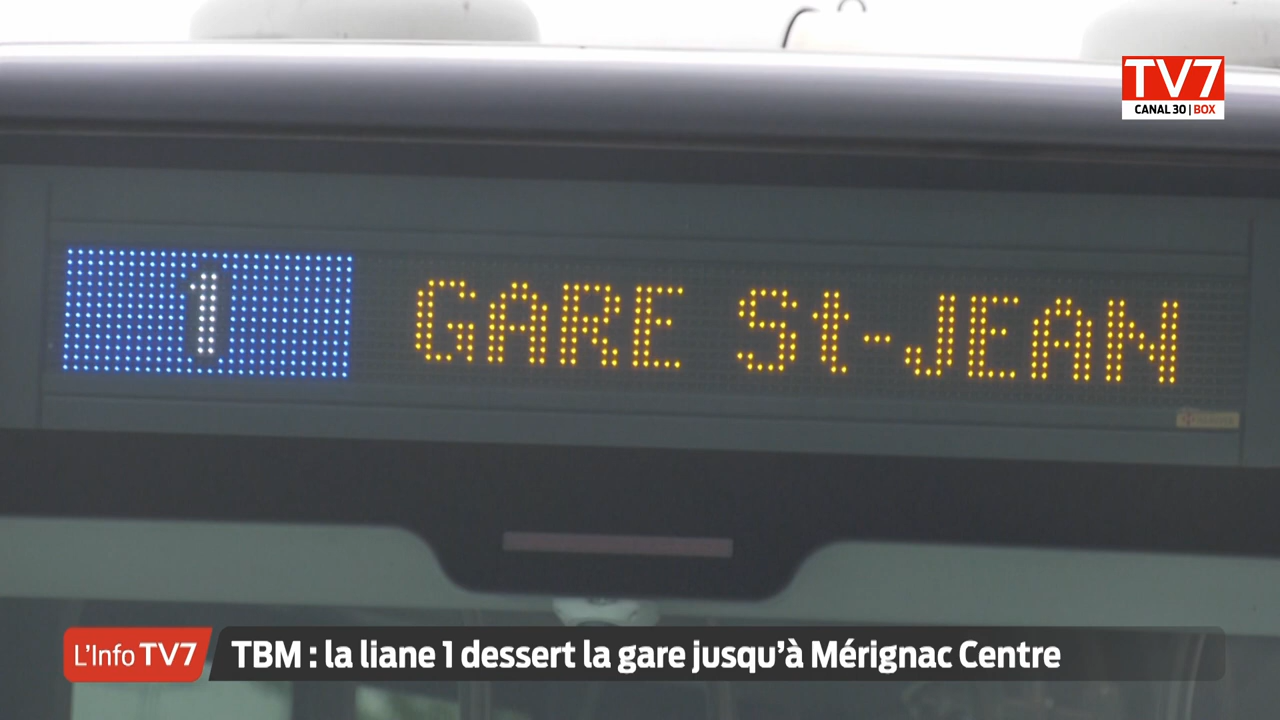 TV7
CANAL 30 | BOX
1 GARE St-JEAN
L'Info TV7
TBM : la liane 1 dessert la gare jusqu'à Mérignac Centre